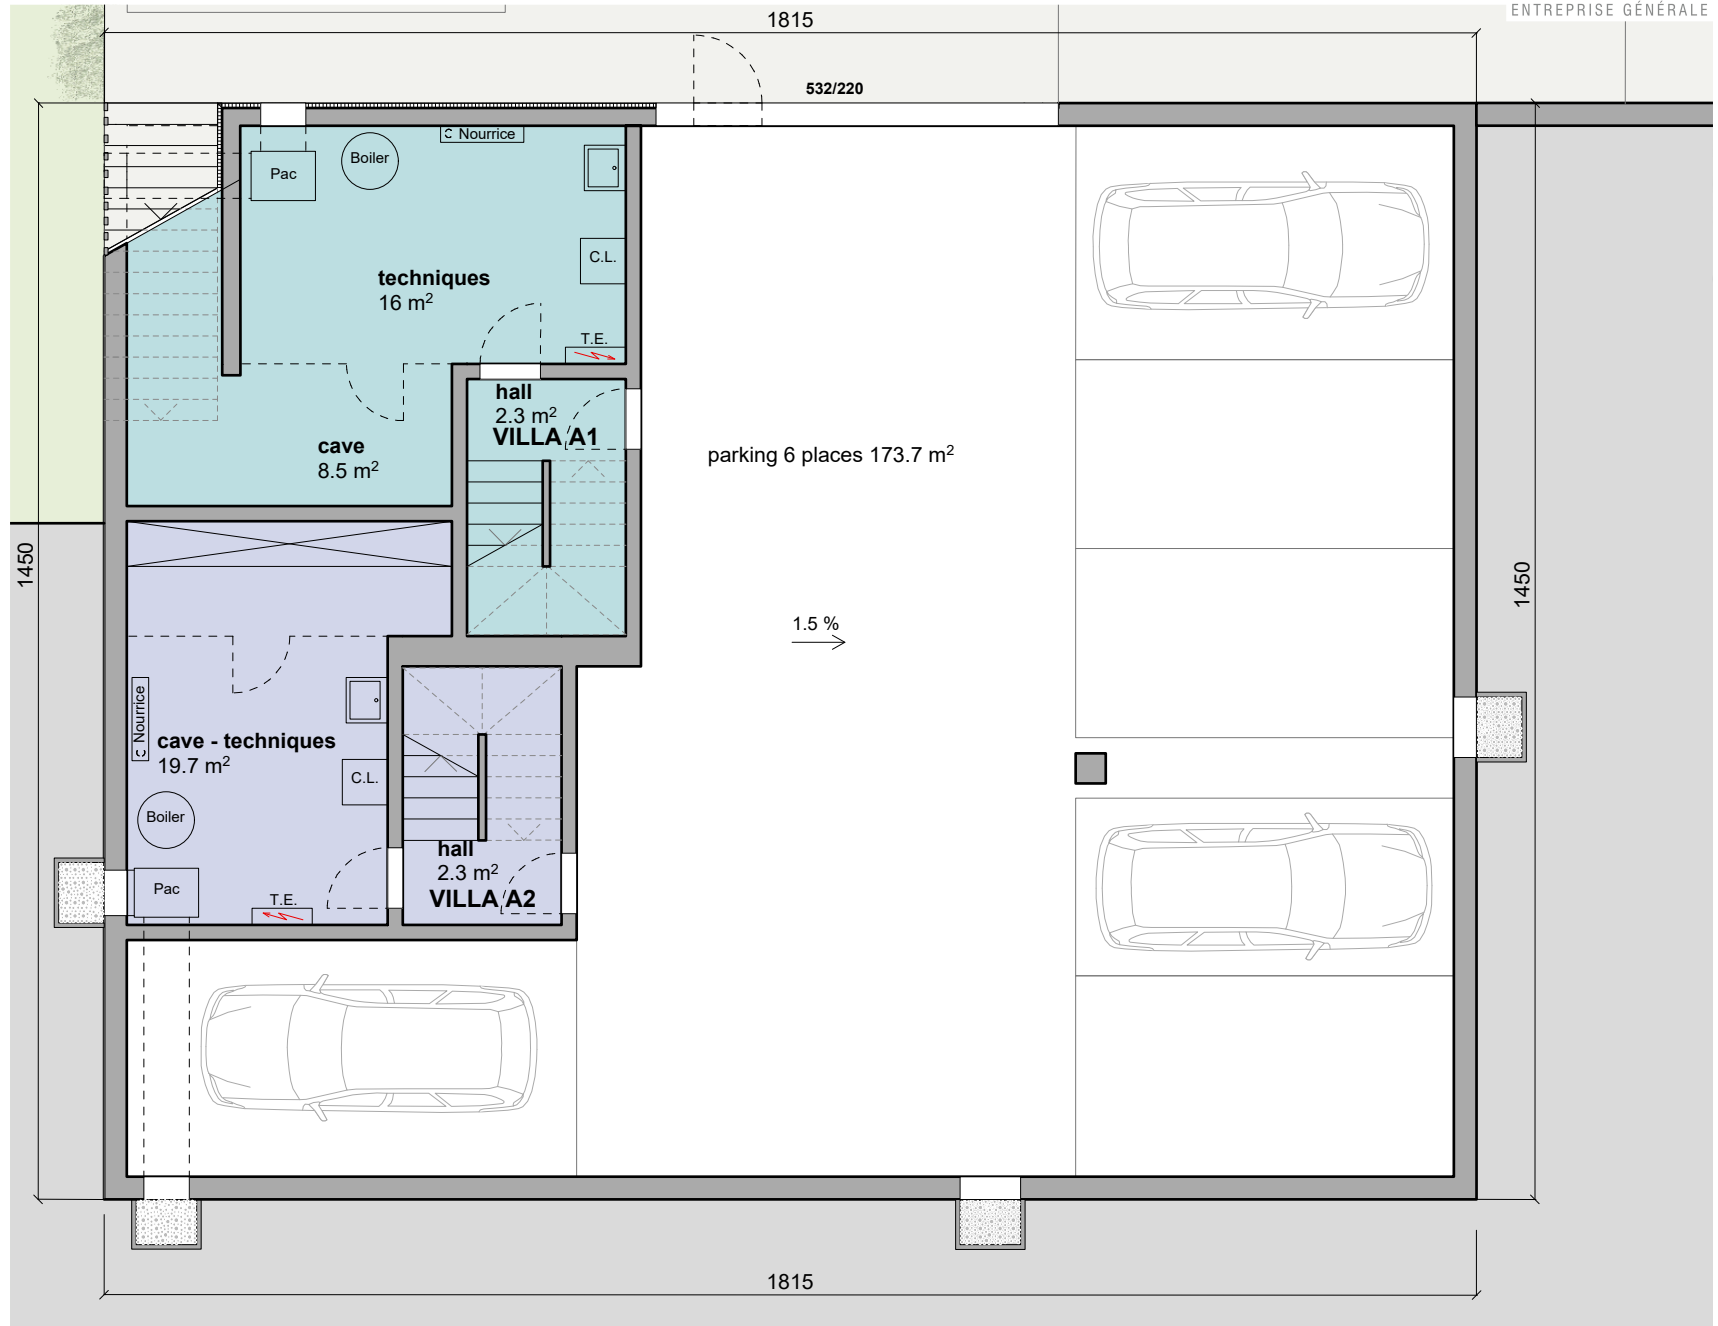 ENTREPRISE GÉNÉRALE
1815
532/220
Nourrice
Boiler
Pac
C.L.
techniques
16 m²
T.E.
hall
2.3 m²
VILLA A1
cave
8.5 m²
parking 6 places 173.7 m²
1450
1450
1.5 %
Nourrice
cave - techniques
19.7 m²
C.L.
Boiler
hall
2.3 m²
VILLA A2
Pac
T.E.
1815